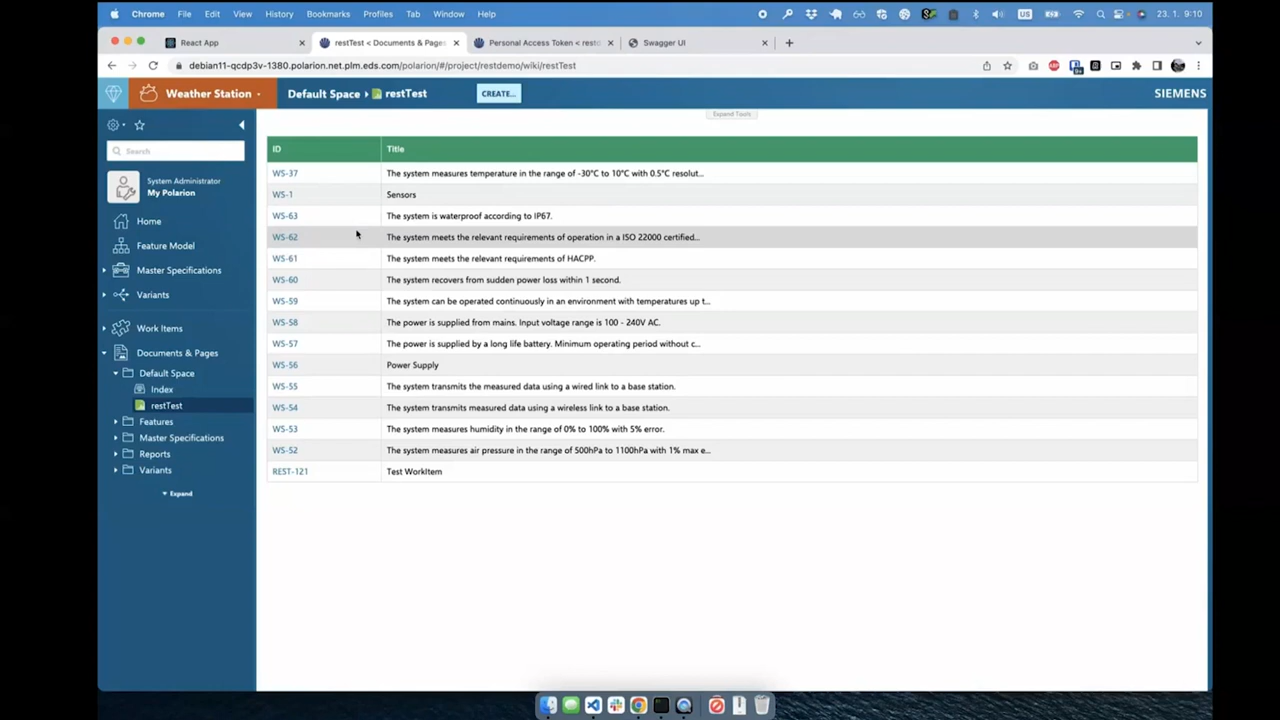 Chrome File Edit View History Bookmarks Profiles Tab Window Help US 23. 1. 9:10
React App restTest < Documents & Pages Personal Access Token < restd Swagger UI
debian11-qcdp3v-1380.polarion.net.plm.eds.com/polarion/#/project/restdemo/wiki/restTest
Weather Station Default Space restTest CREATE... SIEMENS
Expand Tools
Search
System Administrator
My Polarion
Home
Feature Model
Master Specifications
Variants
Work Items
Documents & Pages
Default Space
Index
restTest
Features
Master Specifications
Reports
Variants
Expand
ID Title
WS-37 The system measures temperature in the range of -30°C to 10°C with 0.5°C resolut...
WS-1 Sensors
WS-63 The system is waterproof according to IP67.
WS-62 The system meets the relevant requirements of operation in a ISO 22000 certified...
WS-61 The system meets the relevant requirements of HACPP.
WS-60 The system recovers from sudden power loss within 1 second.
WS-59 The system can be operated continuously in an environment with temperatures up t...
WS-58 The power is supplied from mains. Input voltage range is 100 - 240V AC.
WS-57 The power is supplied by a long life battery. Minimum operating period without c...
WS-56 Power Supply
WS-55 The system transmits the measured data using a wired link to a base station.
WS-54 The system transmits measured data using a wireless link to a base station.
WS-53 The system measures humidity in the range of 0% to 100% with 5% error.
WS-52 The system measures air pressure in the range of 500hPa to 1100hPa with 1% max e...
REST-121 Test WorkItem